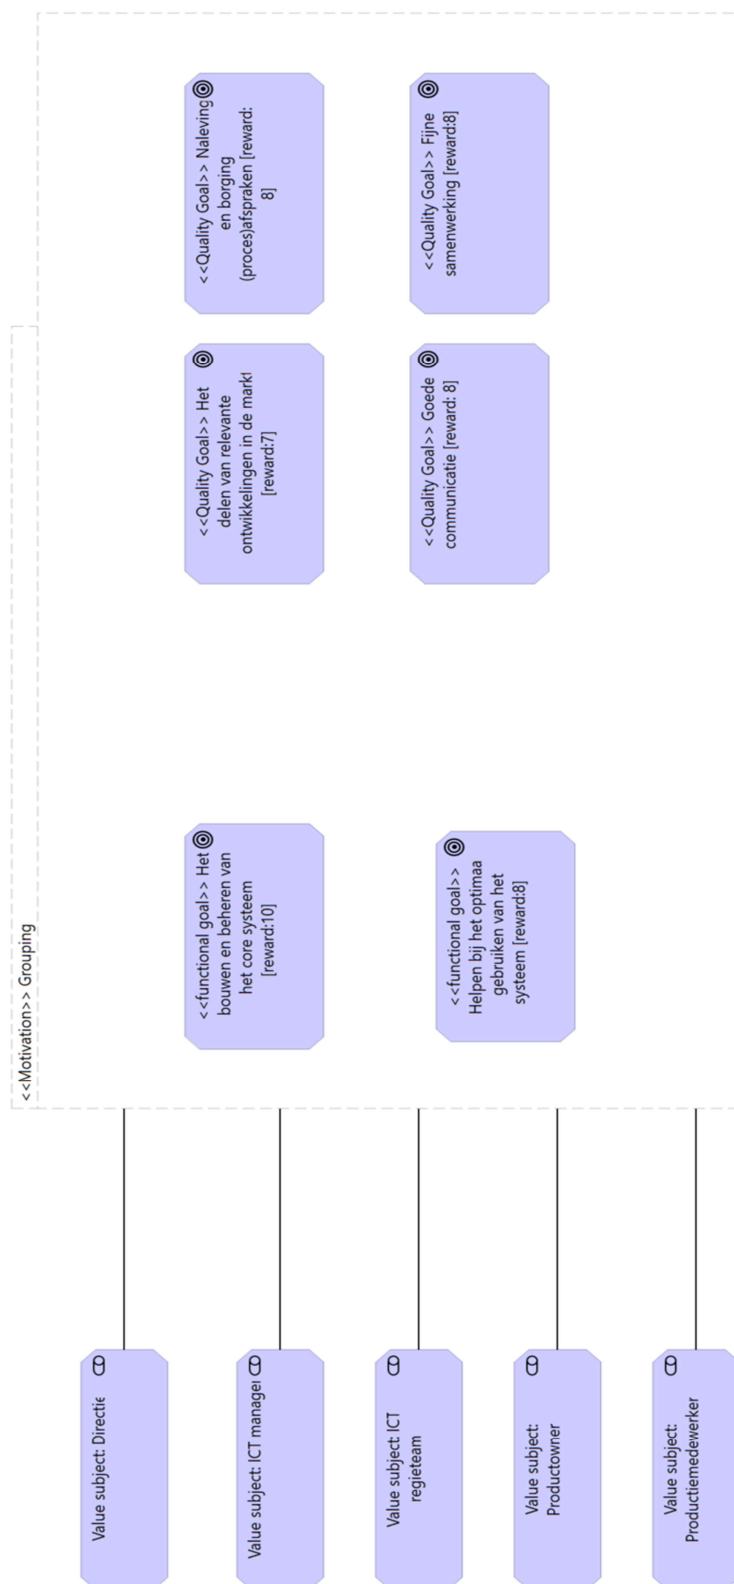 <<Motivation>> Grouping
Value subject: Directie
Value subject: ICT manager
Value subject: ICT
regieteam
Value subject:
Productowner
Value subject:
Productiemedewerker
<<functional goal>> Het
bouwen en beheren van
het core systeem
[reward:10]
<<functional goal>>
Helpen bij het optimaa
gebruiken van het
systeem [reward:8]
<<Quality Goal>> Het
delen van relevante
ontwikkelingen in de markt
[reward:7]
<<Quality Goal>> Goede
communicatie [reward: 8]
<<Quality Goal>> Naleving
en borging
(proces)afspraken [reward:
8]
<<Quality Goal>> Fijne
samenwerking [reward:8]